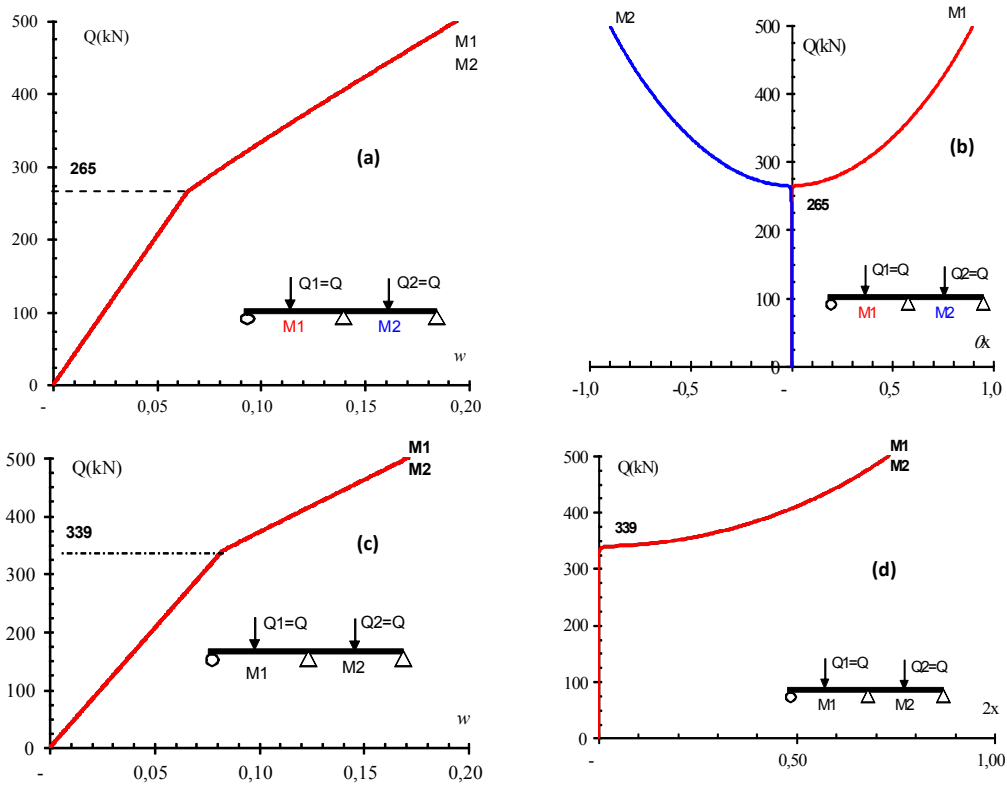 Q(kN)
500
400
300
200
100
0
265
M1
M2
(a)
Q1=Q
Q2=Q
M1
M2
w
-
0,05
0,10
0,15
0,20
M2
Q(kN)
M1
500
400
300
200
100
0
(b)
265
Q1=Q
Q2=Q
M1
M2
θx
-1,0
-0,5
-
0,5
1,0
Q(kN)
500
400
300
200
100
0
339
M1
M2
(c)
Q1=Q
Q2=Q
M1
M2
w
-
0,05
0,10
0,15
0,20
Q(kN)
500
400
300
200
100
0
339
M1
M2
(d)
Q1=Q
Q2=Q
M1
M2
2x
-
0,50
1,00